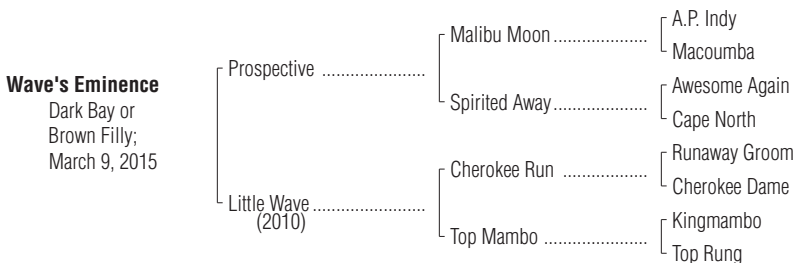 Wave's Eminence
Dark Bay or
Brown Filly;
March 9, 2015
Prospective ......................
Little Wave ........................
(2010)
Malibu Moon ....................
Spirited Away ....................
Cherokee Run ..................
Top Mambo ......................
A.P. Indy
Macoumba
Awesome Again
Cape North
Runaway Groom
Cherokee Dame
Kingmambo
Top Rung